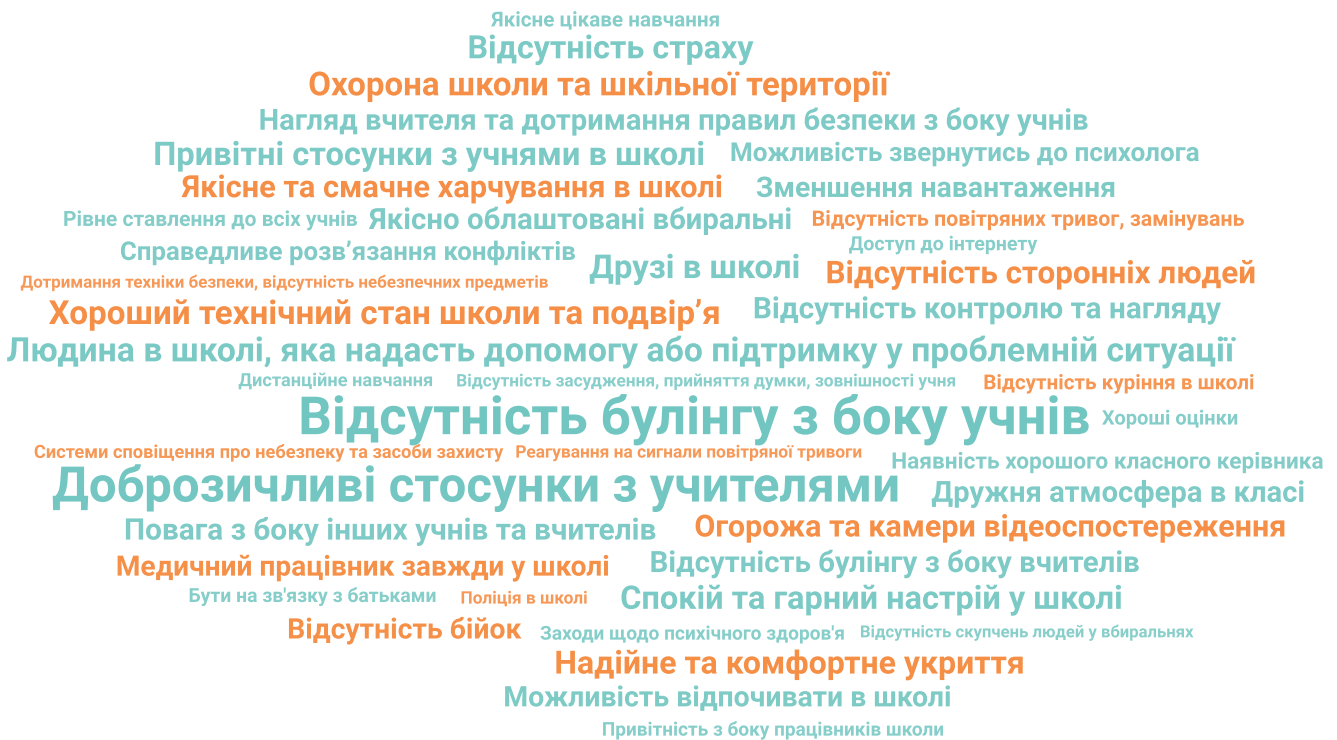 Якісне цікаве навчання
Відсутність страху
Охорона школи та шкільної території
Нагляд вчителя та дотримання правил безпеки з боку учнів
Привітні стосунки з учнями в школі
Можливість звернутись до психолога
Якісне та смачне харчування в школі
Зменшення навантаження
Рівне ставлення до всіх учнів
Якісно облаштовані вбиральні
Відсутність повітряних тривог, замінувань
Справедливе розв’язання конфліктів
Доступ до інтернету
Друзі в школі
Відсутність сторонніх людей
Дотримання техніки безпеки, відсутність небезпечних предметів
Хороший технічний стан школи та подвір’я
Відсутність контролю та нагляду
Людина в школі, яка надасть допомогу або підтримку у проблемній ситуації
Дистанційне навчання
Відсутність засудження, прийняття думки, зовнішності учня
Відсутність куріння в школі
Відсутність булінгу з боку учнів
Хороші оцінки
Системи сповіщення про небезпеку та засоби захисту
Реагування на сигнали повітряної тривоги
Наявність хорошого класного керівника
Доброзичливі стосунки з учителями
Дружня атмосфера в класі
Повага з боку інших учнів та вчителів
Огорожа та камери відеоспостереження
Медичний працівник завжди у школі
Відсутність булінгу з боку вчителів
Бути на зв'язку з батьками
Поліція в школі
Спокій та гарний настрій у школі
Відсутність бійок
Заходи щодо психічного здоров'я
Відсутність скупчень людей у вбиральнях
Надійне та комфортне укриття
Можливість відпочивати в школі
Привітність з боку працівників школи